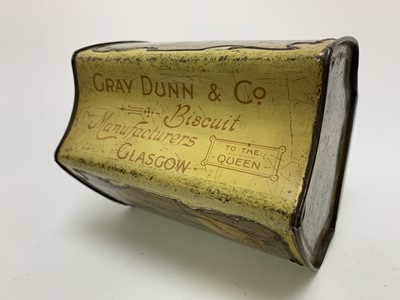 GRAY DUNN & CO
Biscuit
Manufacturers
GLASGOW
TO THE
QUEEN